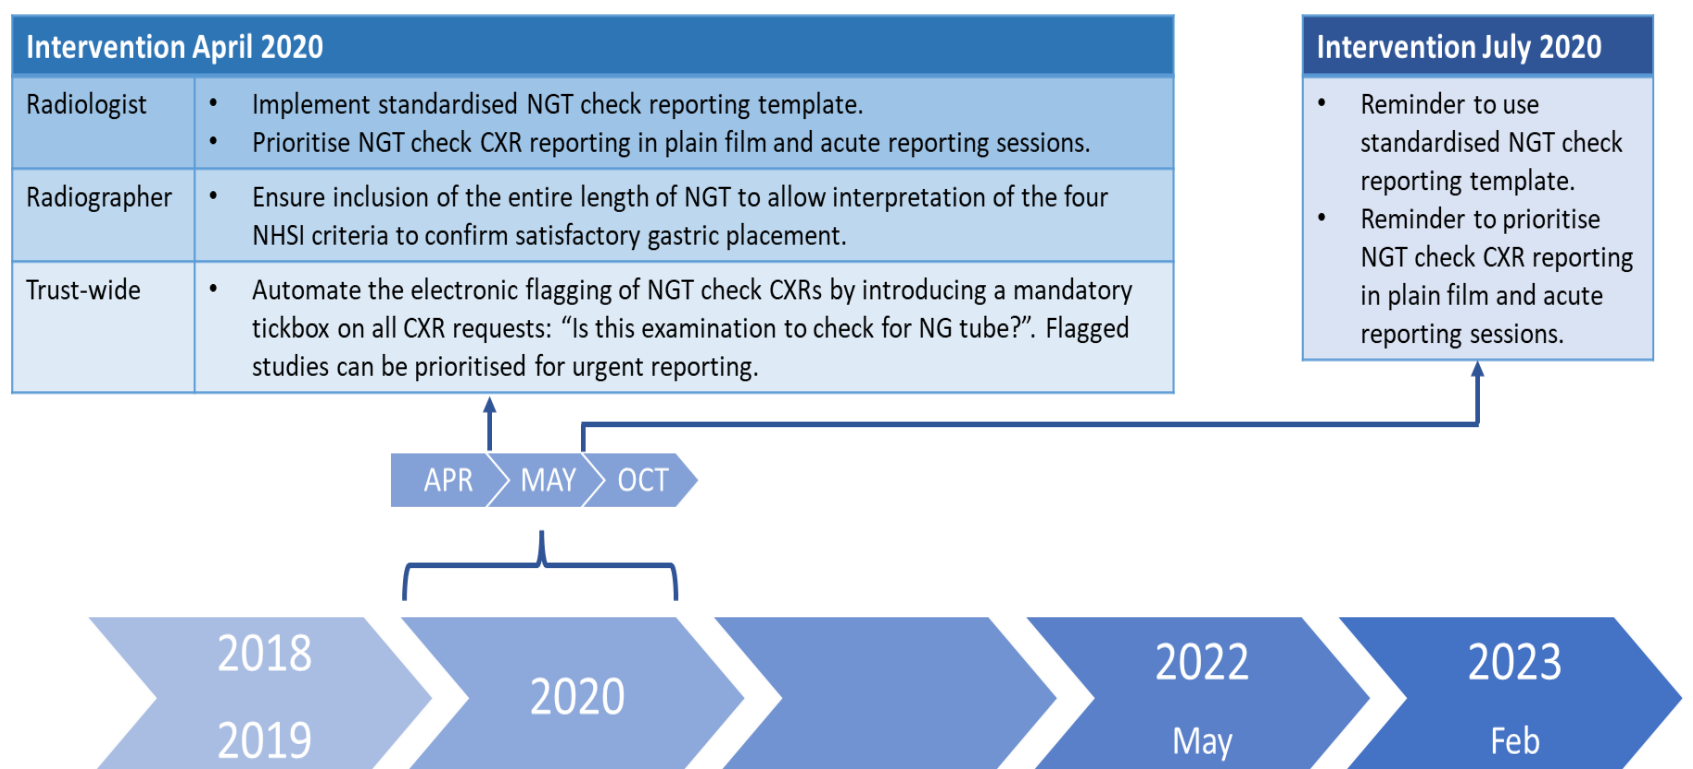 Intervention April 2020
Radiologist
• Implement standardised NGT check reporting template.
• Prioritise NGT check CXR reporting in plain film and acute reporting sessions.
Radiographer
• Ensure inclusion of the entire length of NGT to allow interpretation of the four
NHSI criteria to confirm satisfactory gastric placement.
Trust-wide
• Automate the electronic flagging of NGT check CXRs by introducing a mandatory
tickbox on all CXR requests: “Is this examination to check for NG tube?”. Flagged
studies can be prioritised for urgent reporting.
Intervention July 2020
• Reminder to use
standardised NGT check
reporting template.
• Reminder to prioritise
NGT check CXR reporting
in plain film and acute
reporting sessions.
APR
MAY
OCT
2018
2019
2020
2022
May
2023
Feb